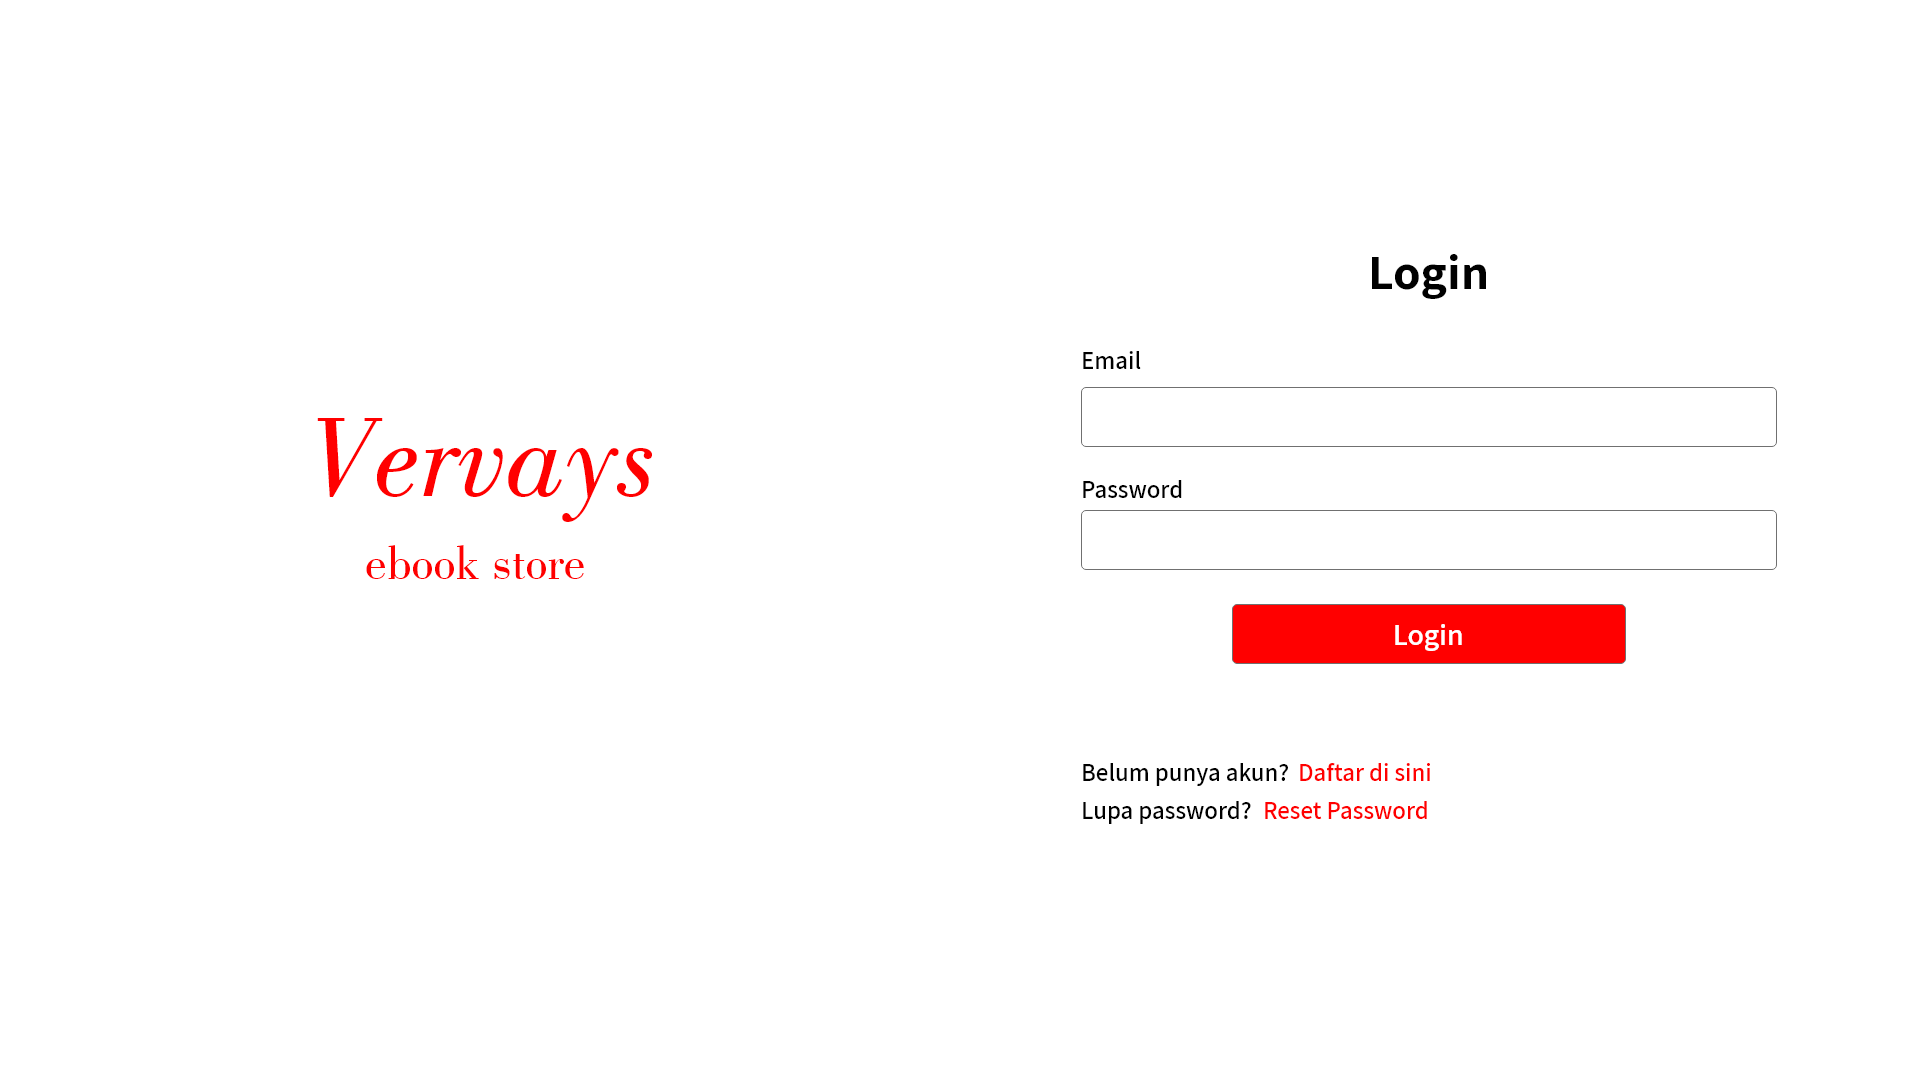 Vervays
ebook store
Login
Email
Password
Login
Belum punya akun? Daftar di sini
Lupa password? Reset Password